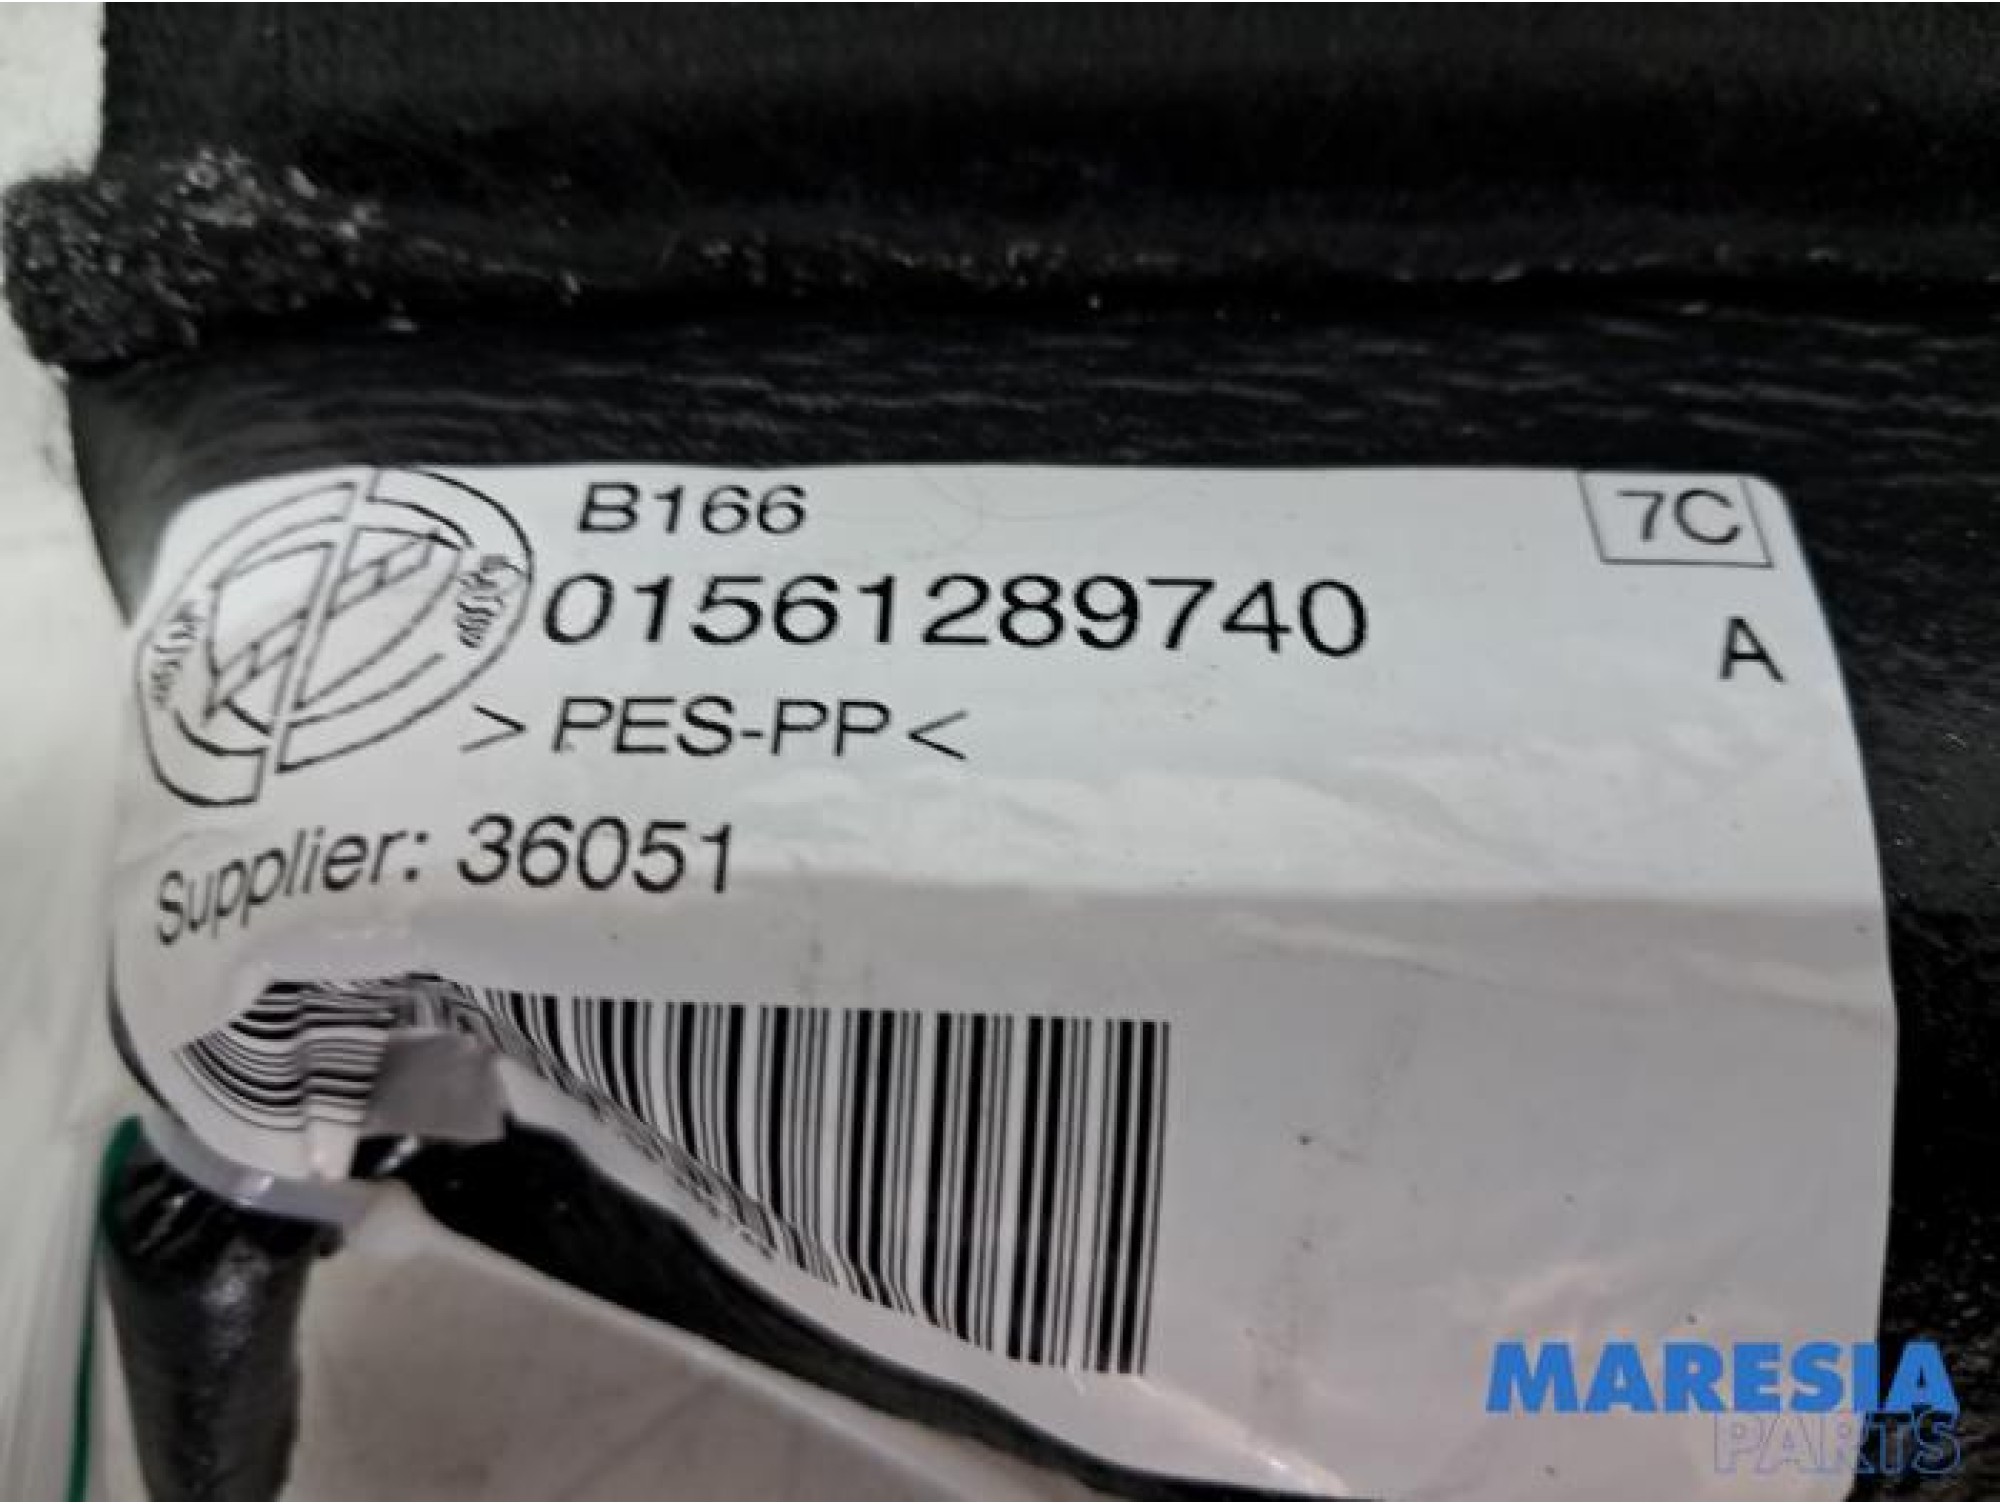 B166
7C
01561289740
A
>PES-PP<
Supplier: 36051
MARESIA
PARTS